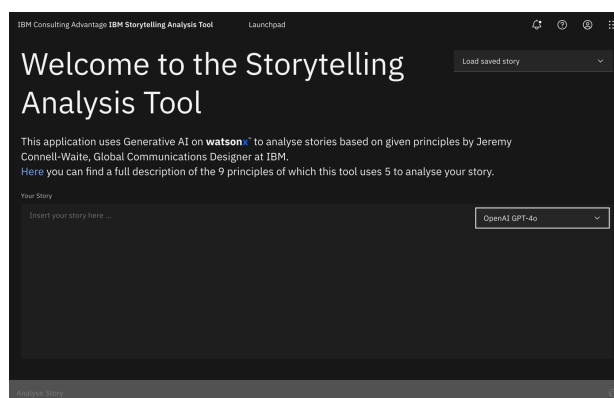 IBM Consulting Advantage IBM Storytelling Analysis Tool Launchpad
Welcome to the Storytelling
Analysis Tool
Load saved story
This application uses Generative AI on watsonx™ to analyse stories based on given principles by Jeremy
Connell-Waite, Global Communications Designer at IBM.
Here you can find a full description of the 9 principles of which this tool uses 5 to analyse your story.
Your Story
Insert your story here ...
OpenAI GPT-4o
Analyse Story